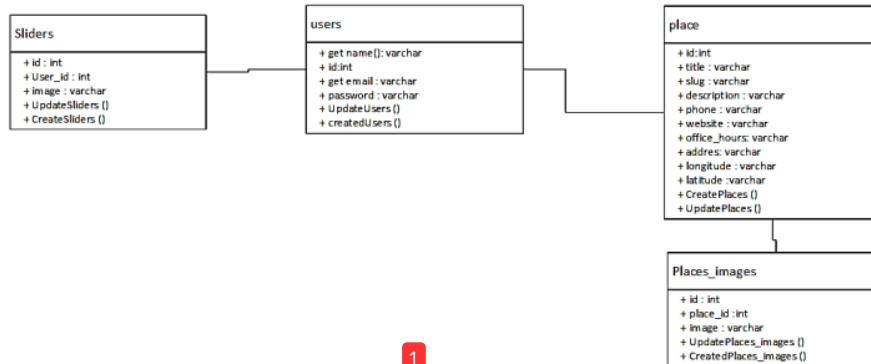 Sliders
+ id : int
+ User_id : int
+ image : varchar
+ UpdateSliders ()
+ CreateSliders ()
users
+ get name(): varchar
+ id:int
+ get email : varchar
+ password : varchar
+ UpdateUsers ()
+ createdUsers ()
place
+ id:int
+ title : varchar
+ slug : varchar
+ description : varchar
+ phone : varchar
+ website : varchar
+ office_hours: varchar
+ addres: varchar
+ longitude : varchar
+ latitude : varchar
+ CreatePlaces ()
+ UpdatePlaces ()
Places_images
+ id : int
+ place_id :int
+ image : varchar
+ UpdatePlaces_images ()
+ CreatedPlaces_images ()
1